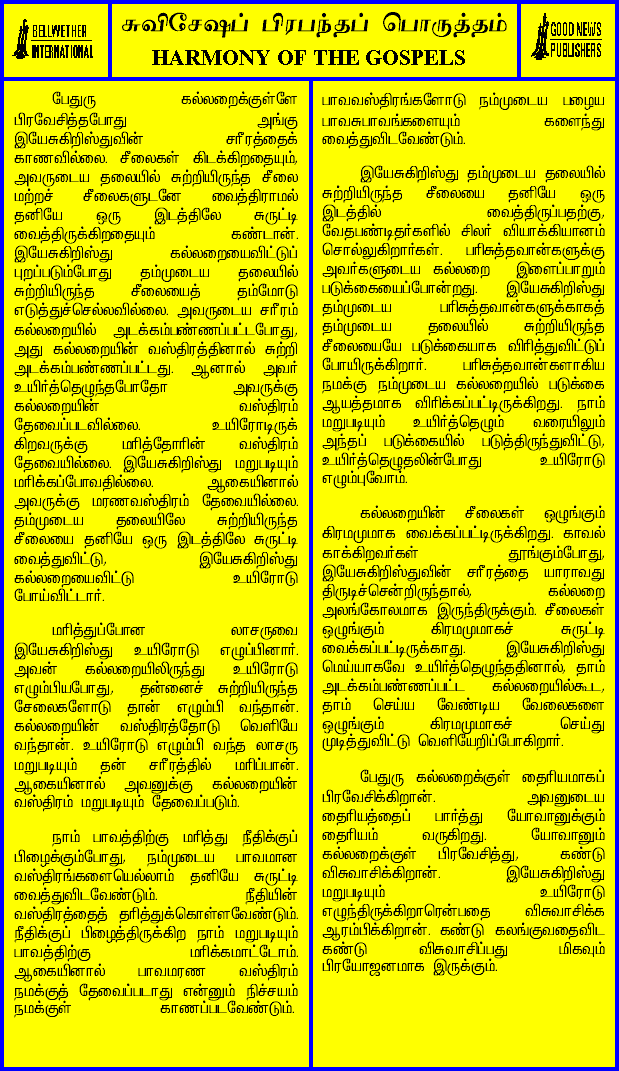 BELLWETHER
INTERNATIONAL
சுவிசேஷப் பிரபந்தப் பொருத்தம்
HARMONY OF THE GOSPELS
GOOD NEWS
PUBLISHERS
பேதுரு கல்லறைக்குள்ளே
பிரவேசித்தபோது அங்கு
இயேசுகிறிஸ்துவின் சரீரத்தைக்
காணவில்லை. சீலைகள் கிடக்கிறதையும்,
அவருடைய தலையில் சுற்றியிருந்த சீலை
மற்றச் சீலைகளுடனே வைத்திராமல்
தனியே ஒரு இடத்திலே சுருட்டி
வைத்திருக்கிறதையும் கண்டான்.
இயேசுகிறிஸ்து கல்லறையைவிட்டுப்
புறப்படும்போது தம்முடைய தலையில்
சுற்றியிருந்த சீலையைத் தம்மோடு
எடுத்துச்செல்லவில்லை. அவருடைய சரீரம்
கல்லறையில் அடக்கம்பண்ணப்பட்டபோது,
அது கல்லறையின் வஸ்திரத்தினால் சுற்றி
அடக்கம்பண்ணப்பட்டது. ஆனால் அவர்
உயிர்த்தெழுந்தபோதோ அவருக்கு
கல்லறையின் வஸ்திரம்
தேவைப்படவில்லை. உயிரோடிருக்
கிறவருக்கு மரித்தோரின் வஸ்திரம்
தேவையில்லை. இயேசுகிறிஸ்து மறுபடியும்
மரிக்கப்போவதில்லை. ஆகையினால்
அவருக்கு மரணவஸ்திரம் தேவையில்லை.
தம்முடைய தலையிலே சுற்றியிருந்த
சீலையை தனியே ஒரு இடத்திலே சுருட்டி
வைத்துவிட்டு, இயேசுகிறிஸ்து
கல்லறையைவிட்டு உயிரோடு
போய்விட்டார்.
மரித்துப்போன லாசருவை
இயேசுகிறிஸ்து உயிரோடு எழுப்பினார்.
அவன் கல்லறையிலிருந்து உயிரோடு
எழும்பியபோது, தன்னைச் சுற்றியிருந்த
சேலைகளோடு தான் எழும்பி வந்தான்.
கல்லறையின் வஸ்திரத்தோடு வெளியே
வந்தான். உயிரோடு எழும்பி வந்த லாசரு
மறுபடியும் தன் சரீரத்தில் மரிப்பான்.
ஆகையினால் அவனுக்கு கல்லறையின்
வஸ்திரம் மறுபடியும் தேவைப்படும்.
நாம் பாவத்திற்கு மரித்து நீதிக்குப்
பிழைக்கும்போது, நம்முடைய பாவமான
வஸ்திரங்களையெல்லாம் தனியே சுருட்டி
வைத்துவிடவேண்டும். நீதியின்
வஸ்திரத்தைத் தரித்துக்கொள்ளவேண்டும்.
நீதிக்குப் பிழைத்திருக்கிற நாம் மறுபடியும்
பாவத்திற்கு மரிக்கமாட்டோம்.
ஆகையினால் பாவமரண வஸ்திரம்
நமக்குத் தேவைப்படாது என்னும் நிச்சயம்
நமக்குள் காணப்படவேண்டும்.
பாவவஸ்திரங்களோடு நம்முடைய பழைய
பாவசுபாவங்களையும் களைந்து
வைத்துவிடவேண்டும்.
இயேசுகிறிஸ்து தம்முடைய தலையில்
சுற்றியிருந்த சீலையை தனியே ஒரு
இடத்தில் வைத்திருப்பதற்கு,
வேதபண்டிதர்களில் சிலர் வியாக்கியானம்
சொல்லுகிறார்கள். பரிசுத்தவான்களுக்கு
அவர்களுடைய கல்லறை இளைப்பாறும்
படுக்கையைப்போன்றது. இயேசுகிறிஸ்து
தம்முடைய பரிசுத்தவான்களுக்காகத்
தம்முடைய தலையில் சுற்றியிருந்த
சீலையையே படுக்கையாக விரித்துவிட்டுப்
போயிருக்கிறார். பரிசுத்தவான்களாகிய
நமக்கு நம்முடைய கல்லறையில் படுக்கை
ஆயத்தமாக விரிக்கப்பட்டிருக்கிறது. நாம்
மறுபடியும் உயிர்த்தெழும் வரையிலும்
அந்தப் படுக்கையில் படுத்திருந்துவிட்டு,
உயிர்த்தெழுதலின்போது உயிரோடு
எழும்புவோம்.
கல்லறையின் சீலைகள் ஒழுங்கும்
கிரமமுமாக வைக்கப்பட்டிருக்கிறது. காவல்
காக்கிறவர்கள் தூங்கும்போது,
இயேசுகிறிஸ்துவின் சரீரத்தை யாராவது
திருடிச்சென்றிருந்தால், கல்லறை
அலங்கோலமாக இருந்திருக்கும். சீலைகள்
ஒழுங்கும் கிரமமுமாகச் சுருட்டி
வைக்கப்பட்டிருக்காது. இயேசுகிறிஸ்து
மெய்யாகவே உயிர்த்தெழுந்ததினால், தாம்
அடக்கம்பண்ணப்பட்ட கல்லறையில்கூட,
தாம் செய்ய வேண்டிய வேலைகளை
ஒழுங்கும் கிரமமுமாகச் செய்து
முடித்துவிட்டு வெளியேறிப்போகிறார்.
பேதுரு கல்லறைக்குள் தைரியமாகப்
பிரவேசிக்கிறான். அவனுடைய
தைரியத்தைப் பார்த்து யோவானுக்கும்
தைரியம் வருகிறது. யோவானும்
கல்லறைக்குள் பிரவேசித்து, கண்டு
விசுவாசிக்கிறான். இயேசுகிறிஸ்து
மறுபடியும் உயிரோடு
எழுந்திருக்கிறாரென்பதை விசுவாசிக்க
ஆரம்பிக்கிறான். கண்டு கலங்குவதைவிட
கண்டு விசுவாசிப்பது மிகவும்
பிரயோஜனமாக இருக்கும்.